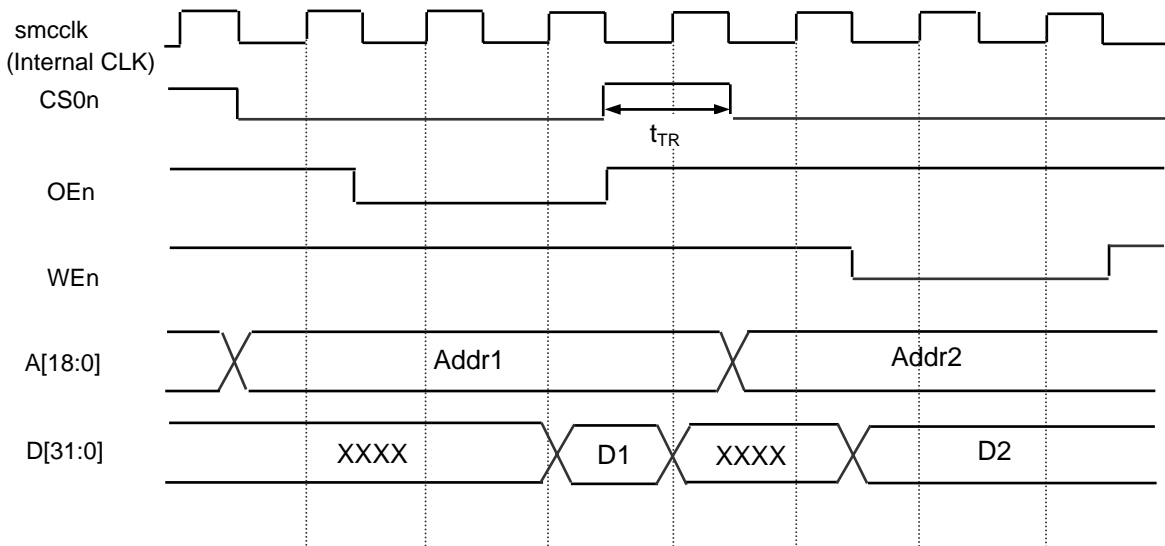 smcclk
(Internal CLK)
CS0n
tTR
OEn
WEn
A[18:0]
Addr1
Addr2
D[31:0]
XXXX
D1
XXXX
D2